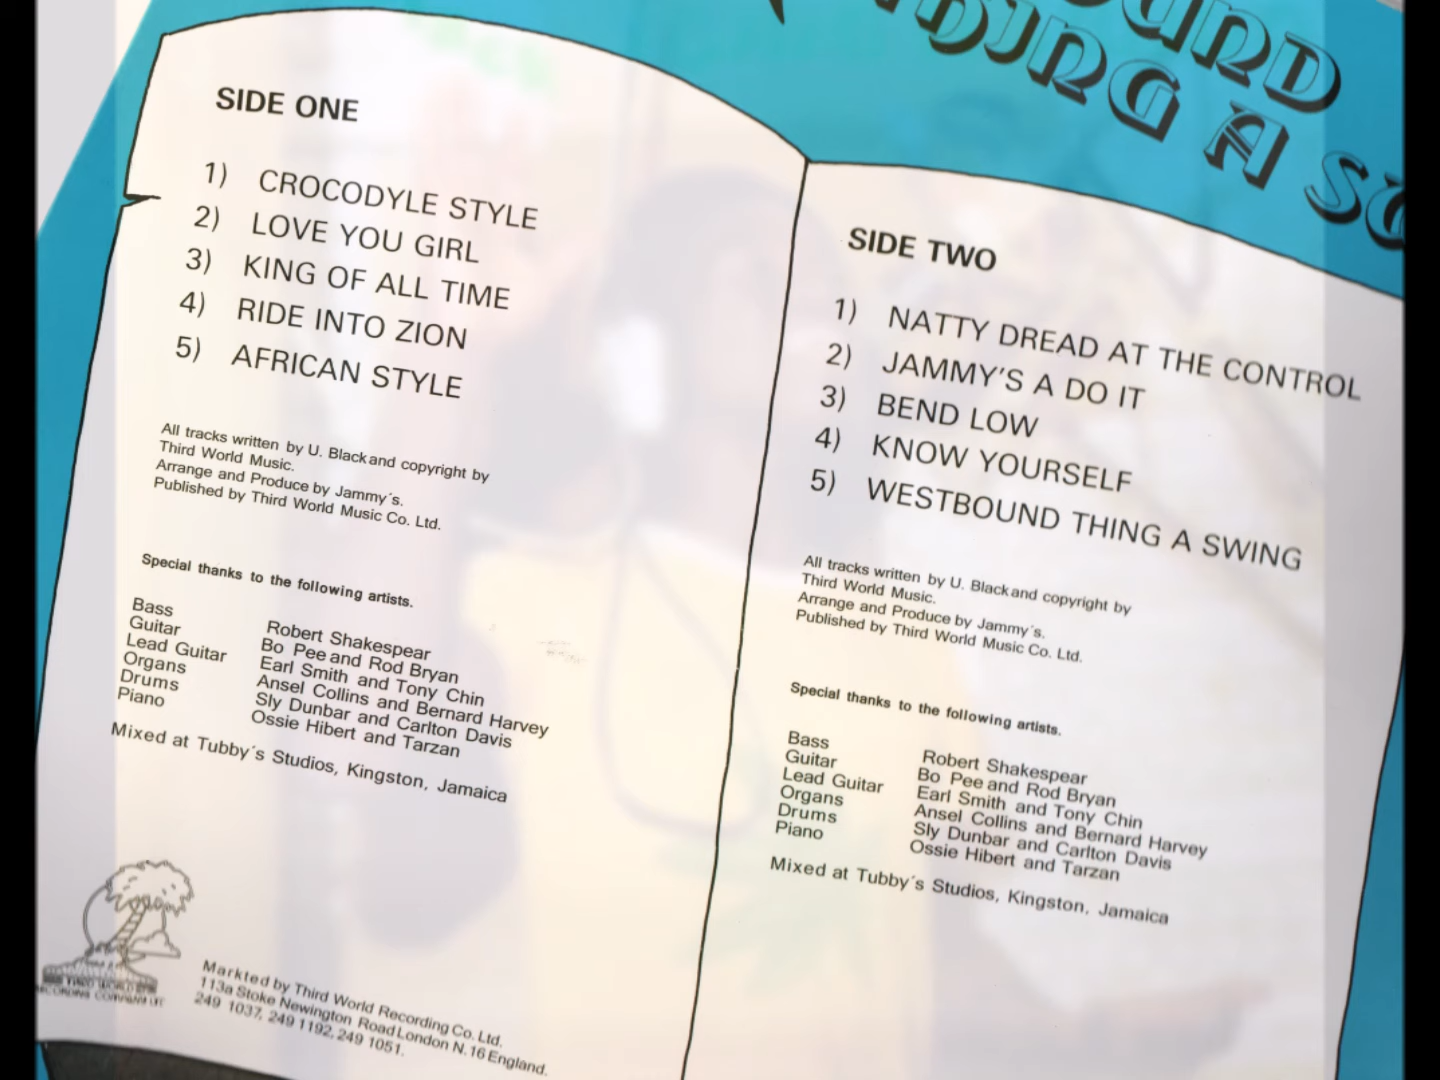 OUND
THING A SW
SIDE ONE
1) CROCODYLE STYLE
2) LOVE YOU GIRL
3) KING OF ALL TIME
4) RIDE INTO ZION
5) AFRICAN STYLE
All tracks written by U. Black and copyright by
Third World Music.
Arrange and Produce by Jammy´s.
Published by Third World Music Co. Ltd.
Special thanks to the following artists.
Bass Robert Shakespear
Guitar Bo Pee and Rod Bryan
Lead Guitar Earl Smith and Tony Chin
Organs Ansel Collins and Bernard Harvey
Drums Sly Dunbar and Carlton Davis
Piano Ossie Hibert and Tarzan
Mixed at Tubby´s Studios, Kingston, Jamaica
THIRD WORLD
RECORDING COMPANY LTD
Markted by Third World Recording Co. Ltd.
113a Stoke Newington Road London N. 16 England.
249 1037, 249 1192, 249 1051.
SIDE TWO
1) NATTY DREAD AT THE CONTROL
2) JAMMY'S A DO IT
3) BEND LOW
4) KNOW YOURSELF
5) WESTBOUND THING A SWING
All tracks written by U. Black and copyright by
Third World Music.
Arrange and Produce by Jammy´s.
Published by Third World Music Co. Ltd.
Special thanks to the following artists.
Bass Robert Shakespear
Guitar Bo Pee and Rod Bryan
Lead Guitar Earl Smith and Tony Chin
Organs Ansel Collins and Bernard Harvey
Drums Sly Dunbar and Carlton Davis
Piano Ossie Hibert and Tarzan
Mixed at Tubby´s Studios, Kingston, Jamaica